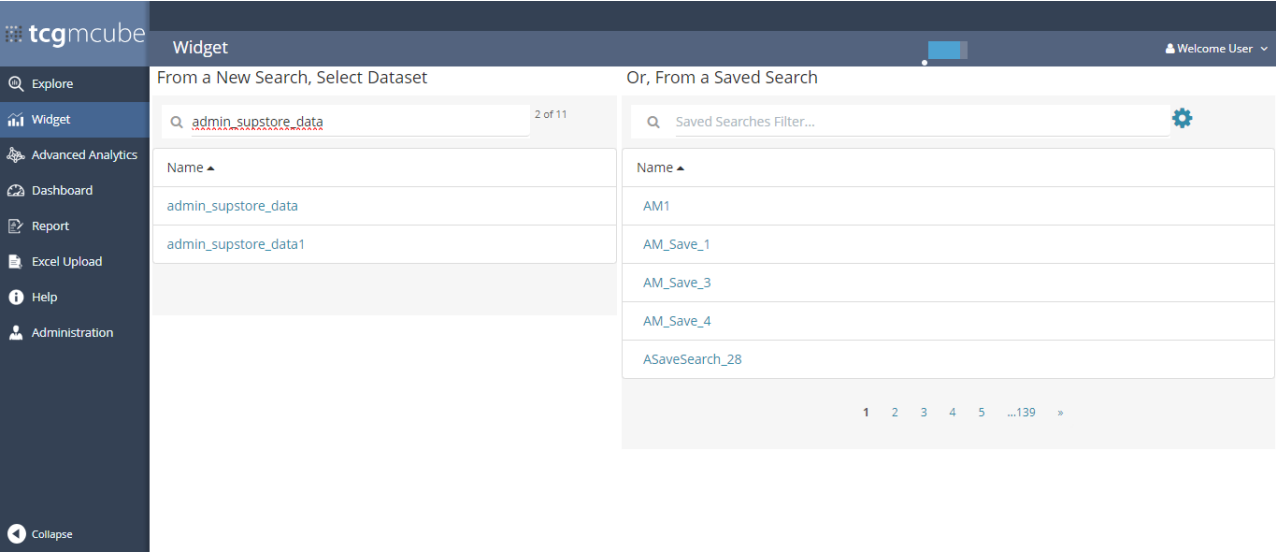 tcgmcube
Widget
Welcome User
Explore
Widget
Advanced Analytics
Dashboard
Report
Excel Upload
Help
Administration
Collapse
From a New Search, Select Dataset
admin_supstore_data
2 of 11
Name
admin_supstore_data
admin_supstore_data1
Or, From a Saved Search
Saved Searches Filter...
Name
AM1
AM_Save_1
AM_Save_3
AM_Save_4
ASaveSearch_28
1 2 3 4 5 ...139 »